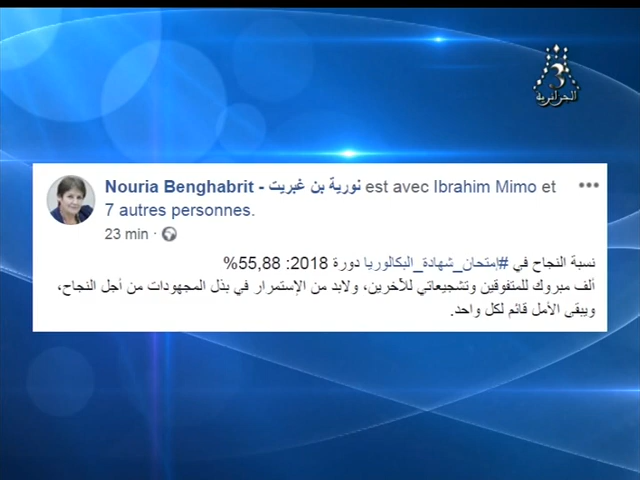 3
الجزائرية
Nouria Benghabrit - نورية بن غبريت est avec Ibrahim Mimo et
7 autres personnes.
23 min ·
نسبة النجاح في #إمتحان_شهادة_البكالوريا دورة 2018: 55,88%
ألف مبروك للمتفوقين وتشجيعاتي للآخرين، ولابد من الإستمرار في بذل المجهودات من أجل النجاح،
ويبقى الأمل قائم لكل واحد.